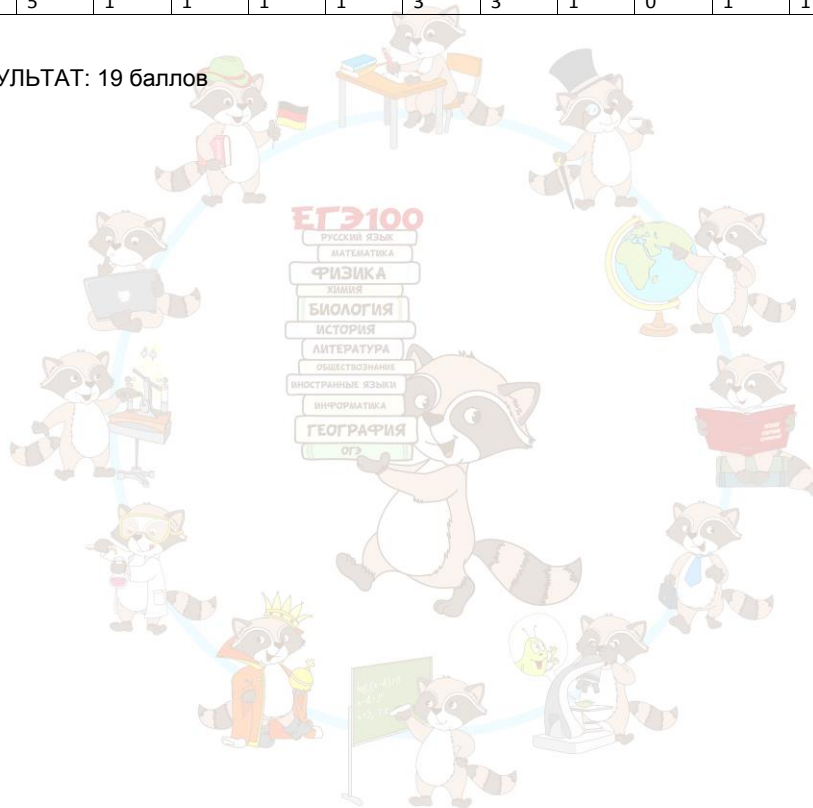 5 1 1 1 1 3 3 1 0 1 1
УЛЬТАТ: 19 баллов
ЕГЭ100
РУССКИЙ ЯЗЫК
МАТЕМАТИКА
ФИЗИКА
ХИМИЯ
БИОЛОГИЯ
ИСТОРИЯ
ЛИТЕРАТУРА
ОБЩЕСТВОЗНАНИЕ
ИНОСТРАННЫЕ ЯЗЫКИ
ИНФОРМАТИКА
ГЕОГРАФИЯ
ОГЭ